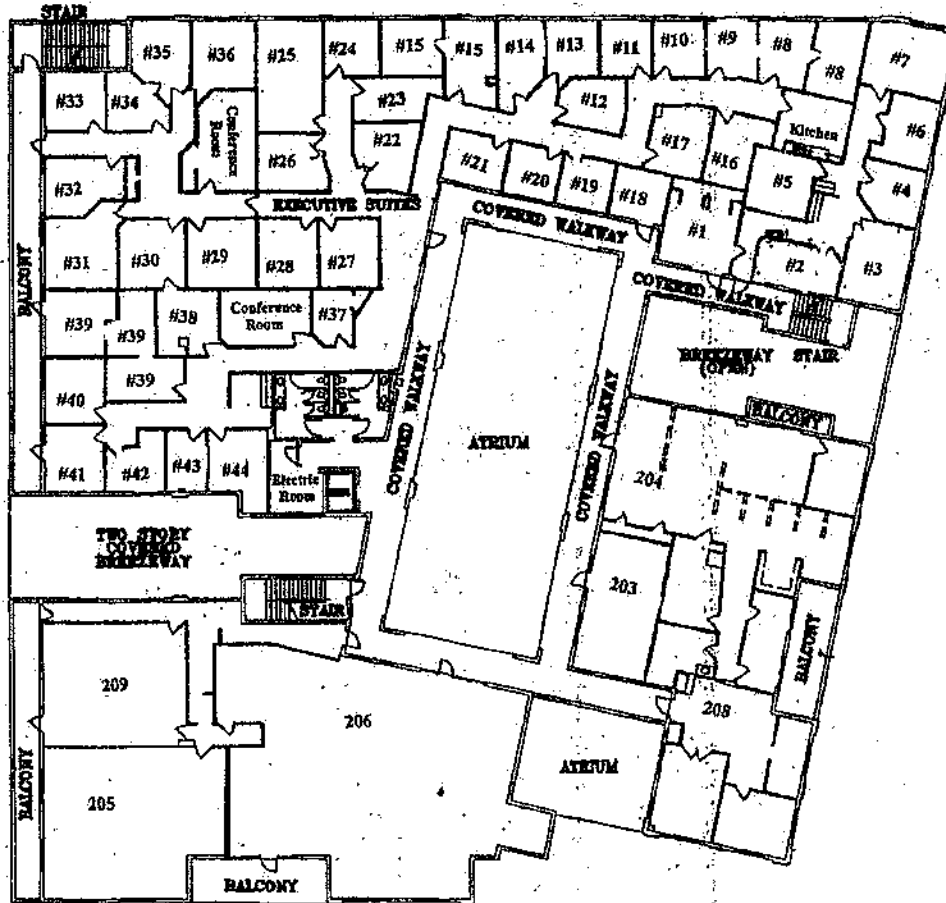 STAIR
#35
#36
#25
#24
#15
#15
#14
#13
#11
#10
#9
#8
#8
#7
#33
#34
Conference
Room
#23
#12
#22
#26
#17
#16
Kitchen
#6
#32
#21
#20
#19
#18
#5
#4
EXECUTIVE SUITES
COVERED WALKWAY
#1
#31
#30
#29
#28
#27
#2
#3
BALCONY
COVERED WALKWAY
#39
#39
#38
Conference
Room
#37
BREEZEWAY STAIR
(OPEN)
#40
#39
COVERED WALKWAY
COVERED WALKWAY
BALCONY
ATRIUM
#41
#42
#43
#44
Electric
Room
204
TWO STORY
COVERED
BREEZEWAY
203
STAIR
BALCONY
209
206
208
BALCONY
ATRIUM
205
BALCONY